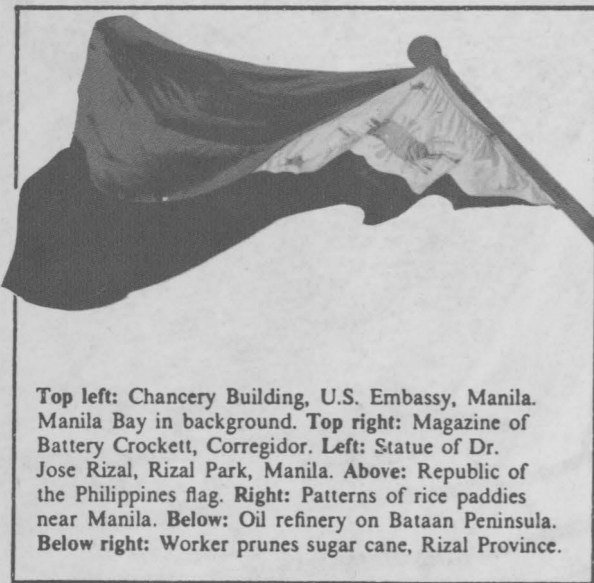 Top left: Chancery Building, U.S. Embassy, Manila.
Manila Bay in background. Top right: Magazine of
Battery Crockett, Corregidor. Left: Statue of Dr.
Jose Rizal, Rizal Park, Manila. Above: Republic of
the Philippines flag. Right: Patterns of rice paddies
near Manila. Below: Oil refinery on Bataan Peninsula.
Below right: Worker prunes sugar cane, Rizal Province.